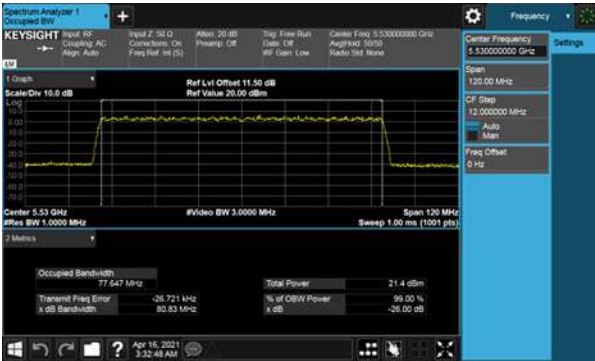 Spectrum Analyzer 1
Occupied BW
+
Frequency
KEYSIGHT
Input: RF
Coupling: AC
Align: Auto
Input Z: 50 Ω
Corrections: On
Freq Ref: Int (S)
Atten: 20 dB
Preamp: Off
Trig: Free Run
Gate: Off
#IF Gain: Low
Center Freq: 5.530000000 GHz
Avg|Hold: 50/50
Radio Std: None
Center Frequency
5.530000000 GHz
Settings
Span
120.00 MHz
CF Step
12.000000 MHz
Auto
Man
Freq Offset
0 Hz
1 Graph
Scale/Div 10.0 dB
Ref Lvl Offset 11.50 dB
Ref Value 20.00 dBm
Log
10.0
0.00
-10.0
-20.0
-30.0
-40.0
-50.0
-60.0
-70.0
Center 5.53 GHz
#Res BW 1.0000 MHz
#Video BW 3.0000 MHz
Span 120 MHz
Sweep 1.00 ms (1001 pts)
2 Metrics
Occupied Bandwidth
77.647 MHz
Total Power 21.4 dBm
Transmit Freq Error -26.721 kHz
% of OBW Power 99.00 %
x dB Bandwidth 80.83 MHz
x dB -26.00 dB
?
Apr 16, 2021
3:32:48 AM